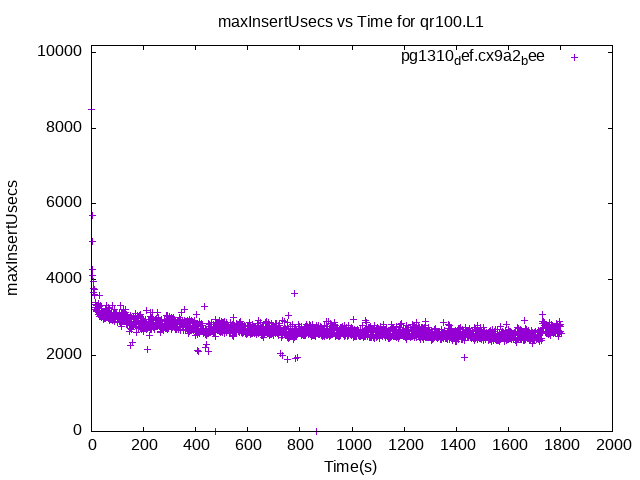 maxInsertUsecs vs Time for qr100.L1
pg1310_def.cx9a2_bee
maxInsertUsecs
10000
8000
6000
4000
2000
0
0 200 400 600 800 1000 1200 1400 1600 1800 2000
Time(s)